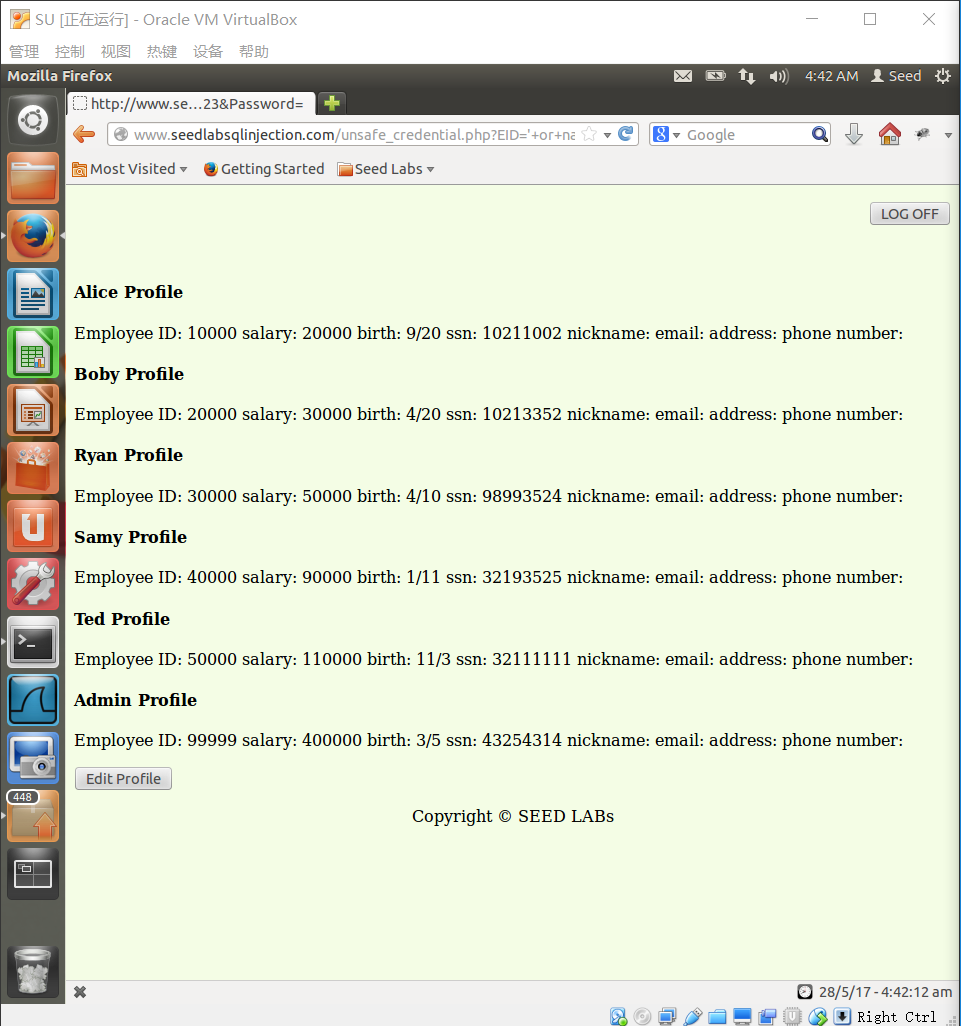 SU [正在运行] - Oracle VM VirtualBox
管理 控制 视图 热键 设备 帮助
Mozilla Firefox 4:42 AM Seed
http://www.se...23&Password=
www.seedlabsqlinjection.com/unsafe_credential.php?EID='+or+na Google
Most Visited Getting Started Seed Labs
LOG OFF
Alice Profile
Employee ID: 10000 salary: 20000 birth: 9/20 ssn: 10211002 nickname: email: address: phone number:
Boby Profile
Employee ID: 20000 salary: 30000 birth: 4/20 ssn: 10213352 nickname: email: address: phone number:
Ryan Profile
Employee ID: 30000 salary: 50000 birth: 4/10 ssn: 98993524 nickname: email: address: phone number:
Samy Profile
Employee ID: 40000 salary: 90000 birth: 1/11 ssn: 32193525 nickname: email: address: phone number:
Ted Profile
Employee ID: 50000 salary: 110000 birth: 11/3 ssn: 32111111 nickname: email: address: phone number:
Admin Profile
Employee ID: 99999 salary: 400000 birth: 3/5 ssn: 43254314 nickname: email: address: phone number:
Edit Profile
448
Copyright © SEED LABs
28/5/17 - 4:42:12 am
Right Ctrl